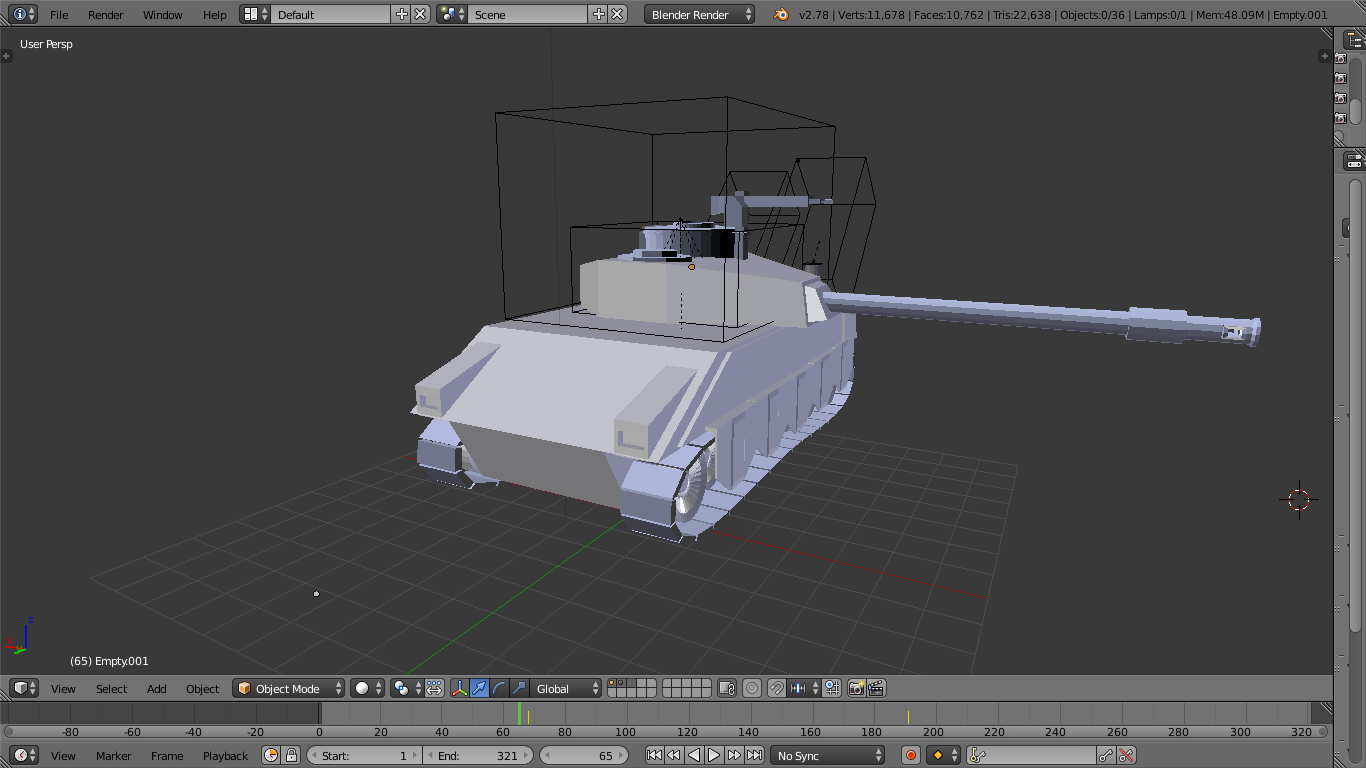 File Render Window Help Default Scene Blender Render v2.78 | Verts:11,678 | Faces:10,762 | Tris:22,638 | Objects:0/36 | Lamps:0/1 | Mem:48.09M | Empty.001
User Persp
z
x
y
(65) Empty.001
View Select Add Object Object Mode Global
-80 -60 -40 -20 0 20 40 60 80 100 120 140 160 180 200 220 240 260 280 300 320
View Marker Frame Playback Start: 1 End: 321 65 No Sync